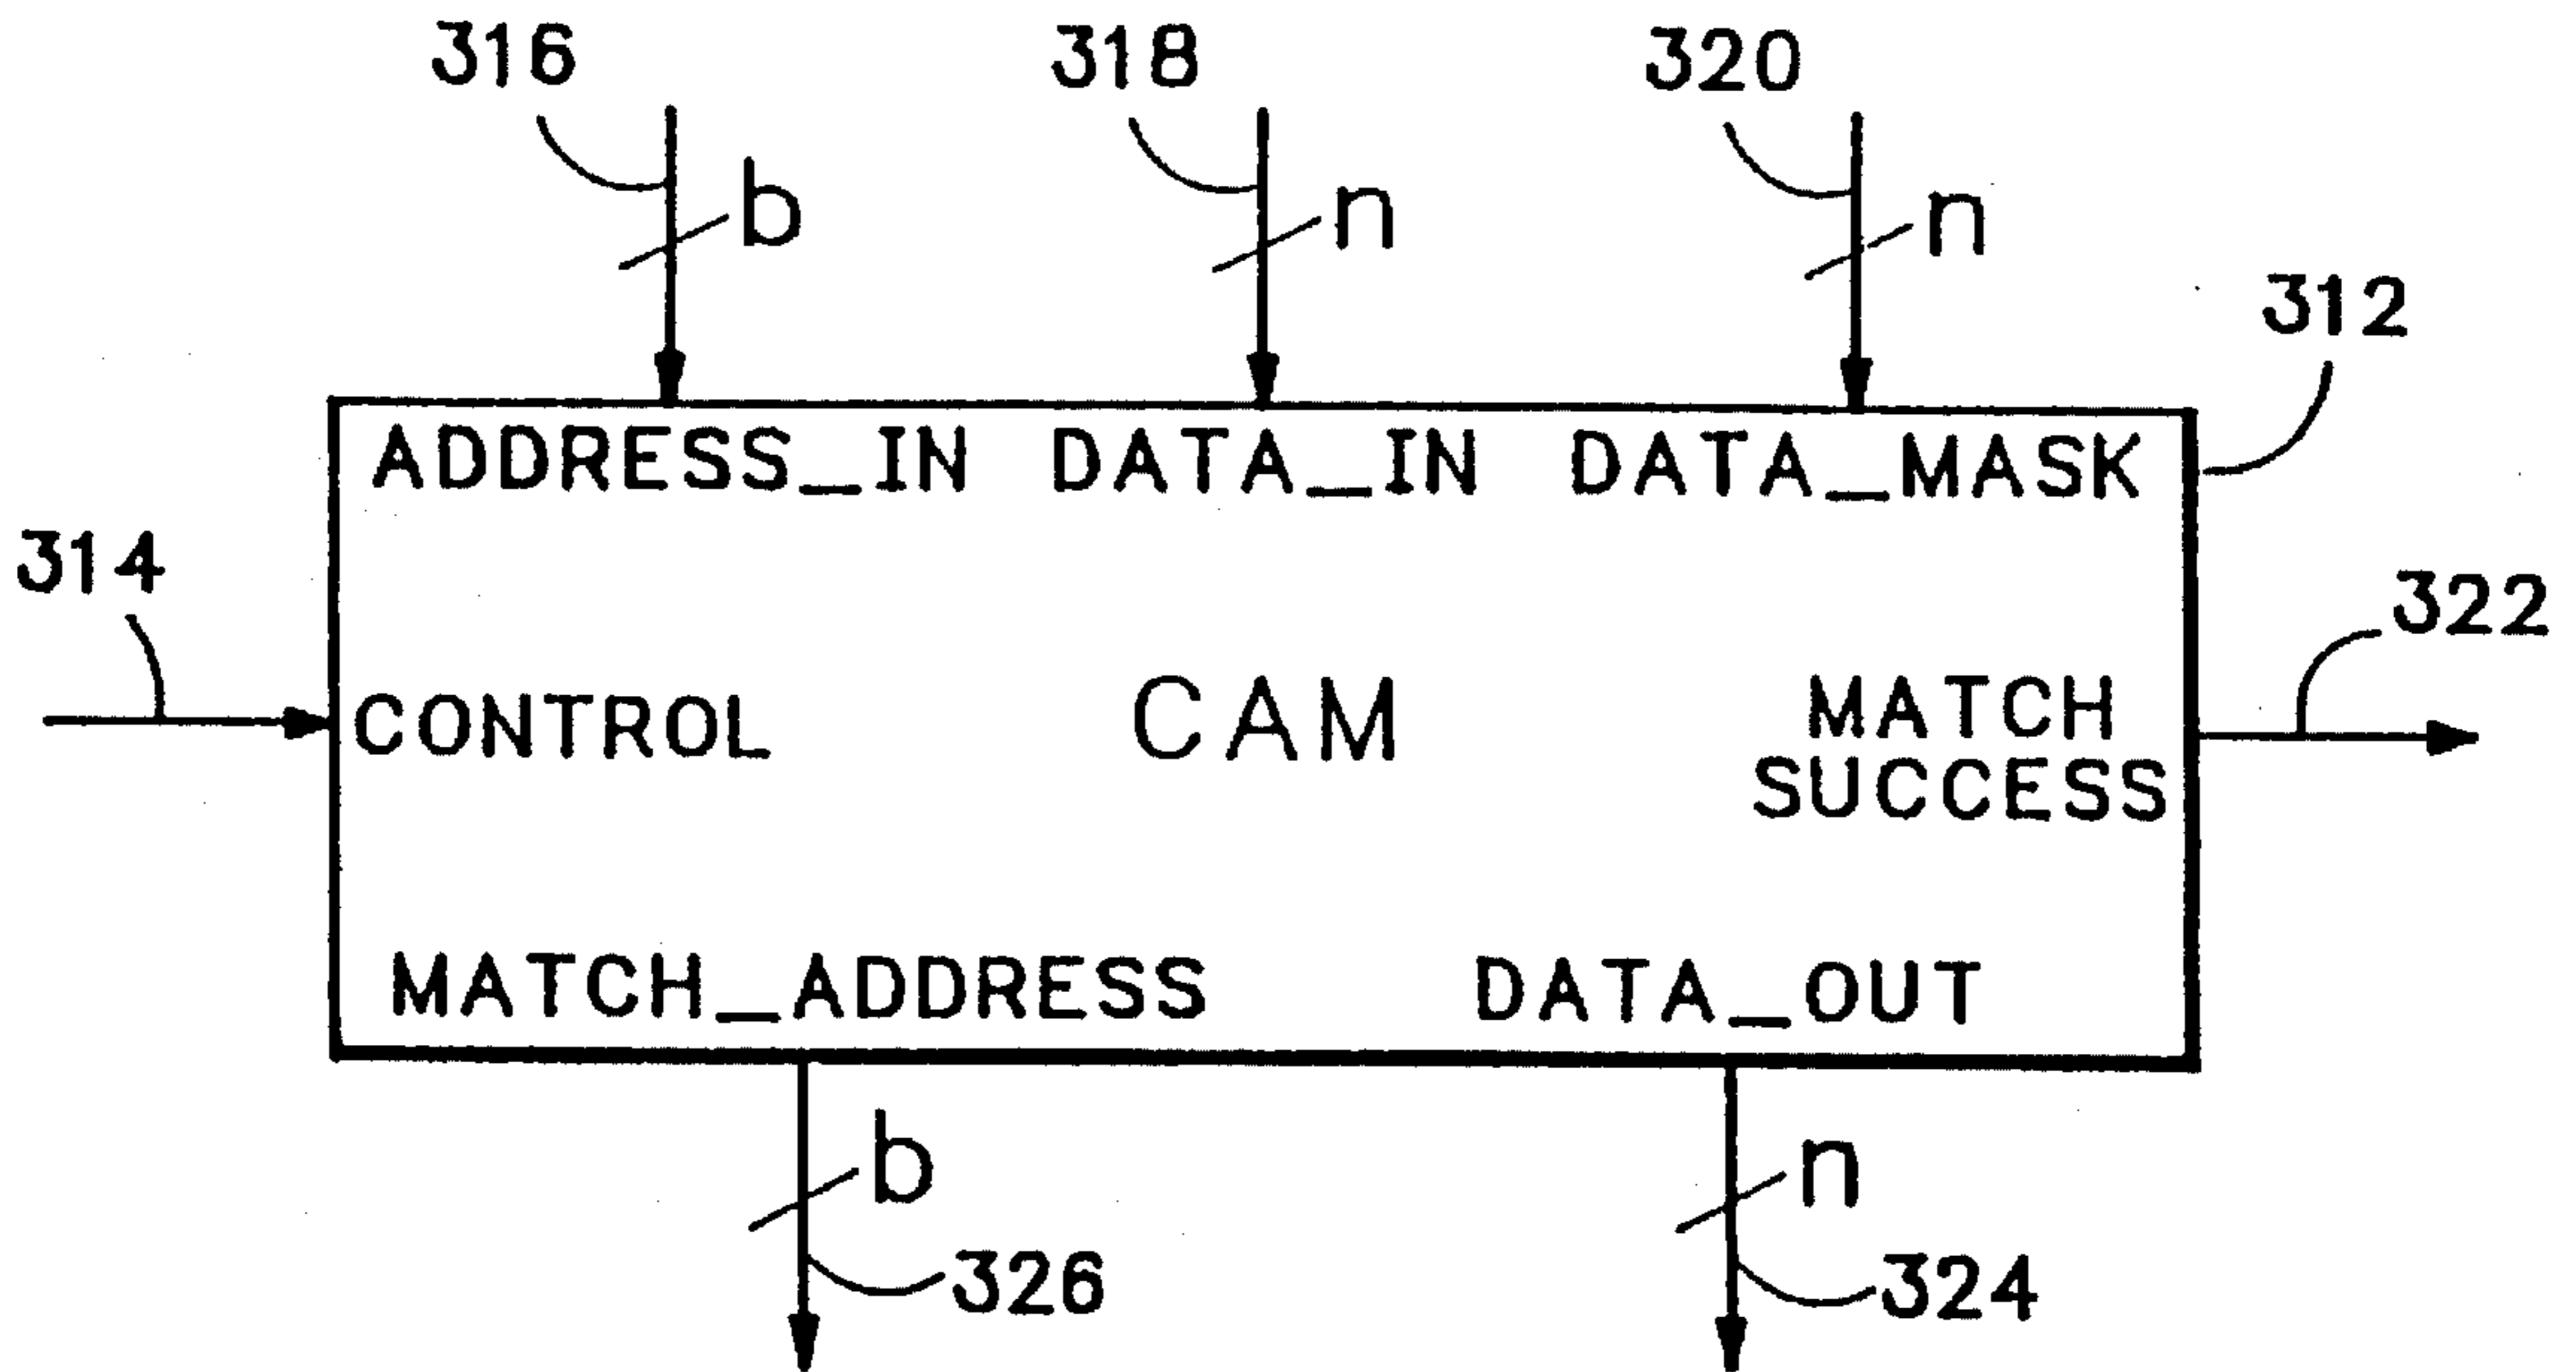 316 318 320
b n n
312
ADDRESS_IN DATA_IN DATA_MASK
314
322
CONTROL CAM MATCH
SUCCESS
MATCH_ADDRESS DATA_OUT
b n
326 324